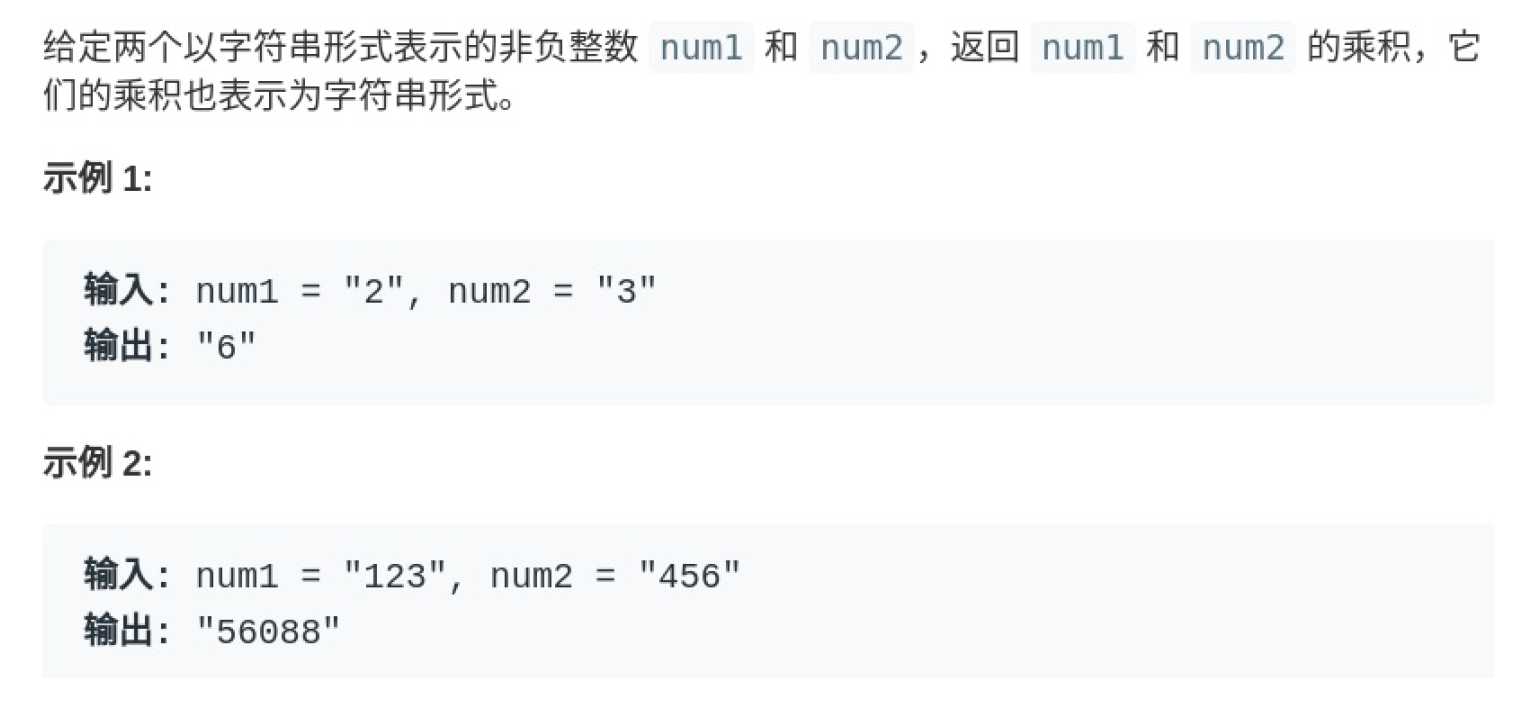 给定两个以字符串形式表示的非负整数 num1 和 num2，返回 num1 和 num2 的乘积，它
们的乘积也表示为字符串形式。
示例 1:
输入: num1 = "2", num2 = "3"
输出: "6"
示例 2:
输入: num1 = "123", num2 = "456"
输出: "56088"